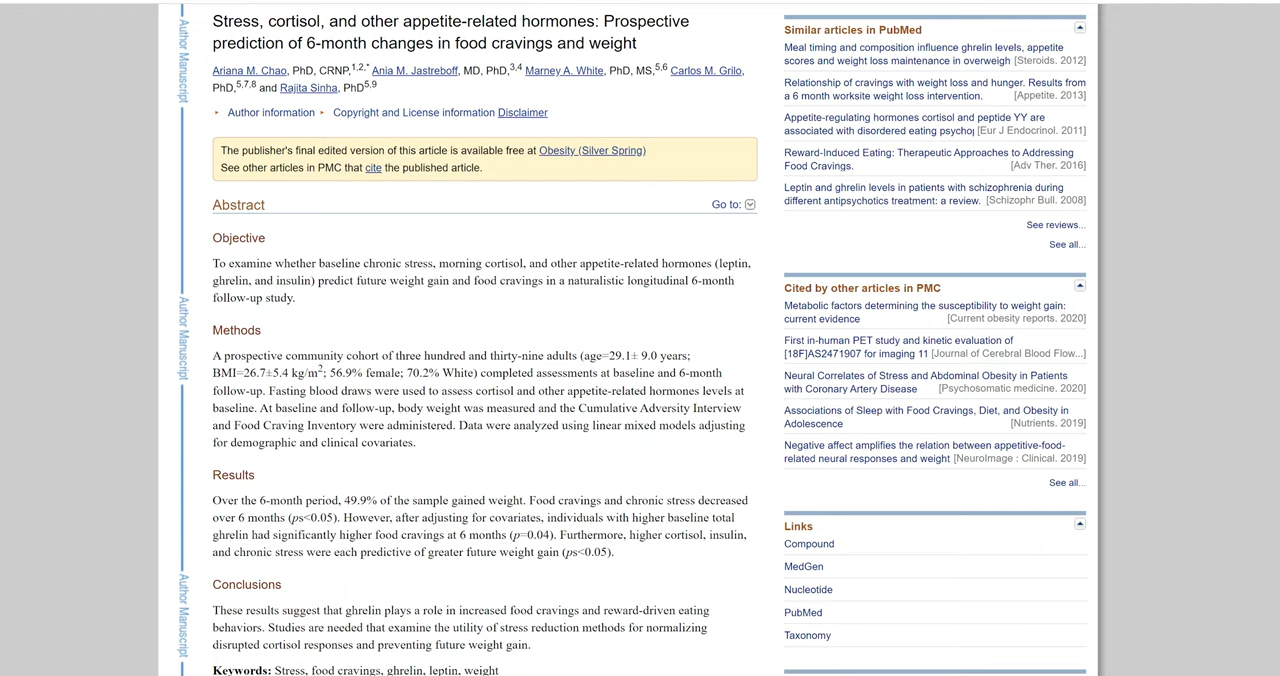 Stress, cortisol, and other appetite-related hormones: Prospective
prediction of 6-month changes in food cravings and weight
Ariana M. Chao, PhD, CRNP,1,2,* Ania M. Jastreboff, MD, PhD,3,4 Marney A. White, PhD, MS,5,6 Carlos M. Grilo,
PhD,5,7,8 and Rajita Sinha, PhD5,9
Author information Copyright and License information Disclaimer
The publisher's final edited version of this article is available free at Obesity (Silver Spring)
See other articles in PMC that cite the published article.
Abstract
Go to:
Objective
To examine whether baseline chronic stress, morning cortisol, and other appetite-related hormones (leptin,
ghrelin, and insulin) predict future weight gain and food cravings in a naturalistic longitudinal 6-month
follow-up study.
Methods
A prospective community cohort of three hundred and thirty-nine adults (age=29.1± 9.0 years;
BMI=26.7±5.4 kg/m2; 56.9% female; 70.2% White) completed assessments at baseline and 6-month
follow-up. Fasting blood draws were used to assess cortisol and other appetite-related hormones levels at
baseline. At baseline and follow-up, body weight was measured and the Cumulative Adversity Interview
and Food Craving Inventory were administered. Data were analyzed using linear mixed models adjusting
for demographic and clinical covariates.
Results
Over the 6-month period, 49.9% of the sample gained weight. Food cravings and chronic stress decreased
over 6 months (ps<0.05). However, after adjusting for covariates, individuals with higher baseline total
ghrelin had significantly higher food cravings at 6 months (p=0.04). Furthermore, higher cortisol, insulin,
and chronic stress were each predictive of greater future weight gain (ps<0.05).
Conclusions
These results suggest that ghrelin plays a role in increased food cravings and reward-driven eating
behaviors. Studies are needed that examine the utility of stress reduction methods for normalizing
disrupted cortisol responses and preventing future weight gain.
Keywords: Stress, food cravings, ghrelin, leptin, weight
Author Manuscript
Author Manuscript
Author Manuscript
Similar articles in PubMed
Meal timing and composition influence ghrelin levels, appetite
scores and weight loss maintenance in overweigh [Steroids. 2012]
Relationship of cravings with weight loss and hunger. Results from
a 6 month worksite weight loss intervention. [Appetite. 2013]
Appetite-regulating hormones cortisol and peptide YY are
associated with disordered eating psychoj [Eur J Endocrinol. 2011]
Reward-Induced Eating: Therapeutic Approaches to Addressing
Food Cravings. [Adv Ther. 2016]
Leptin and ghrelin levels in patients with schizophrenia during
different antipsychotics treatment: a review. [Schizophr Bull. 2008]
See reviews...
See all...
Cited by other articles in PMC
Metabolic factors determining the susceptibility to weight gain:
current evidence [Current obesity reports. 2020]
First in-human PET study and kinetic evaluation of
[18F]AS2471907 for imaging 11 [Journal of Cerebral Blood Flow...]
Neural Correlates of Stress and Abdominal Obesity in Patients
with Coronary Artery Disease [Psychosomatic medicine. 2020]
Associations of Sleep with Food Cravings, Diet, and Obesity in
Adolescence [Nutrients. 2019]
Negative affect amplifies the relation between appetitive-food-
related neural responses and weight [NeuroImage : Clinical. 2019]
See all...
Links
Compound
MedGen
Nucleotide
PubMed
Taxonomy